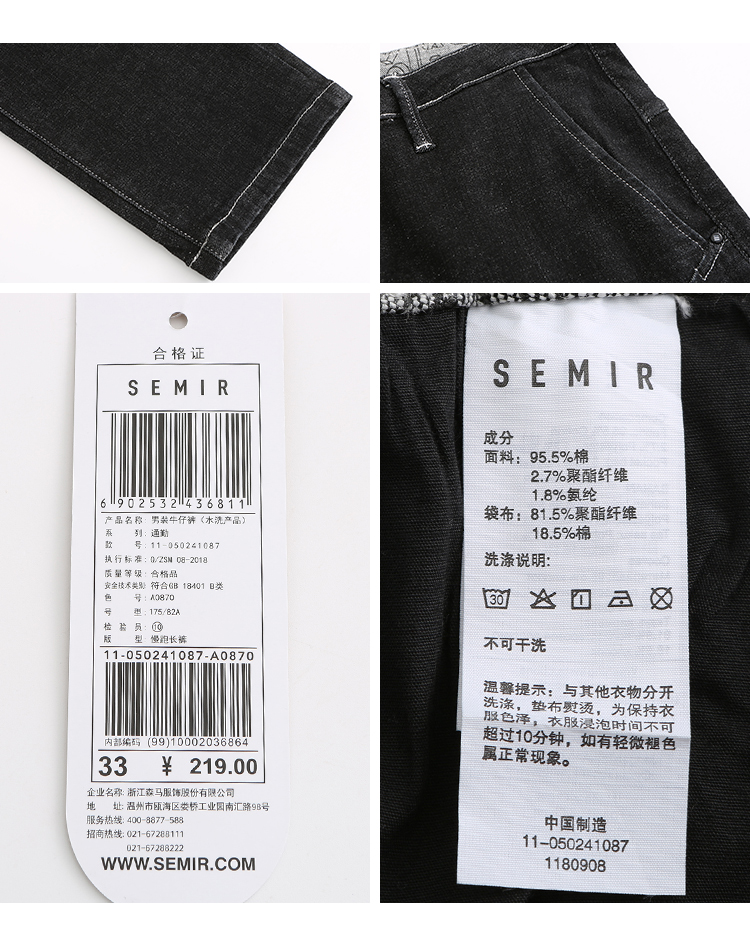 合格证
SEMIR
6 902532 436811
产品名称 男装牛仔裤（水洗产品）
系 列: 通勤
款 号: 11-050241087
执行标准: Q/ZSM 08-2018
质量等级: 合格品
安全技术类别 符合GB 18401 B类
色 号: A0870
号 型: 175/82A
检 验 员: ⑩
版 型 慢跑长裤
11-050241087-A0870
内部编码 (99)10002036864
33 ¥ 219.00
企业名称: 浙江森马服饰股份有限公司
地 址: 温州市瓯海区娄桥工业园南汇路98号
服务热线: 400-8877-588
招商热线: 021-67288111
021-67288222
WWW.SEMIR.COM
SEMIR
成分
面料: 95.5%棉
2.7%聚酯纤维
1.8%氨纶
袋布: 81.5%聚酯纤维
18.5%棉
洗涤说明:
30
不可干洗
温馨提示: 与其他衣物分开
洗涤, 垫布熨烫, 为保持衣
服色泽, 衣服浸泡时间不可
超过10分钟, 如有轻微褪色
属正常现象。
中国制造
11-050241087
1180908